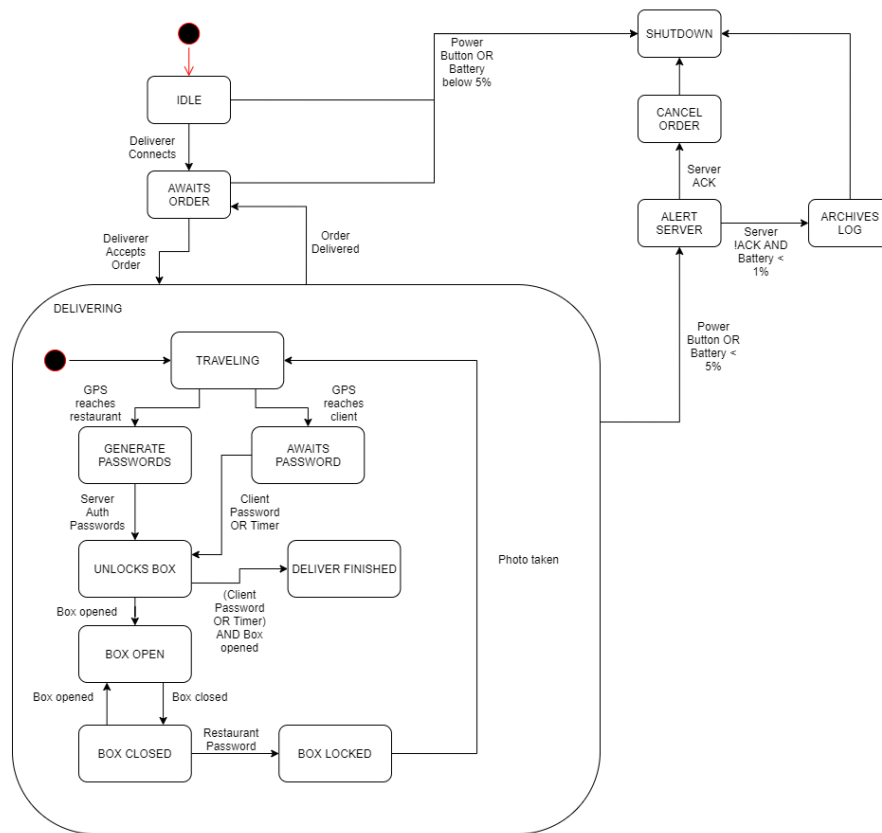 SHUTDOWN
Power
Button OR
Battery
below 5%
IDLE
CANCEL
ORDER
Deliverer
Connects
Server
ACK
AWAITS
ORDER
ALERT
SERVER
ARCHIVES
LOG
Deliverer
Accepts
Order
Order
Delivered
Server
!ACK AND
Battery <
1%
DELIVERING
Power
Button OR
Battery <
5%
TRAVELING
GPS
reaches
restaurant
GPS
reaches
client
GENERATE
PASSWORDS
AWAITS
PASSWORD
Server
Auth
Passwords
Client
Password
OR Timer
UNLOCKS BOX
DELIVER FINISHED
Photo taken
(Client
Password
OR Timer)
AND Box
opened
Box opened
BOX OPEN
Box opened
Box closed
Restaurant
Password
BOX CLOSED
BOX LOCKED